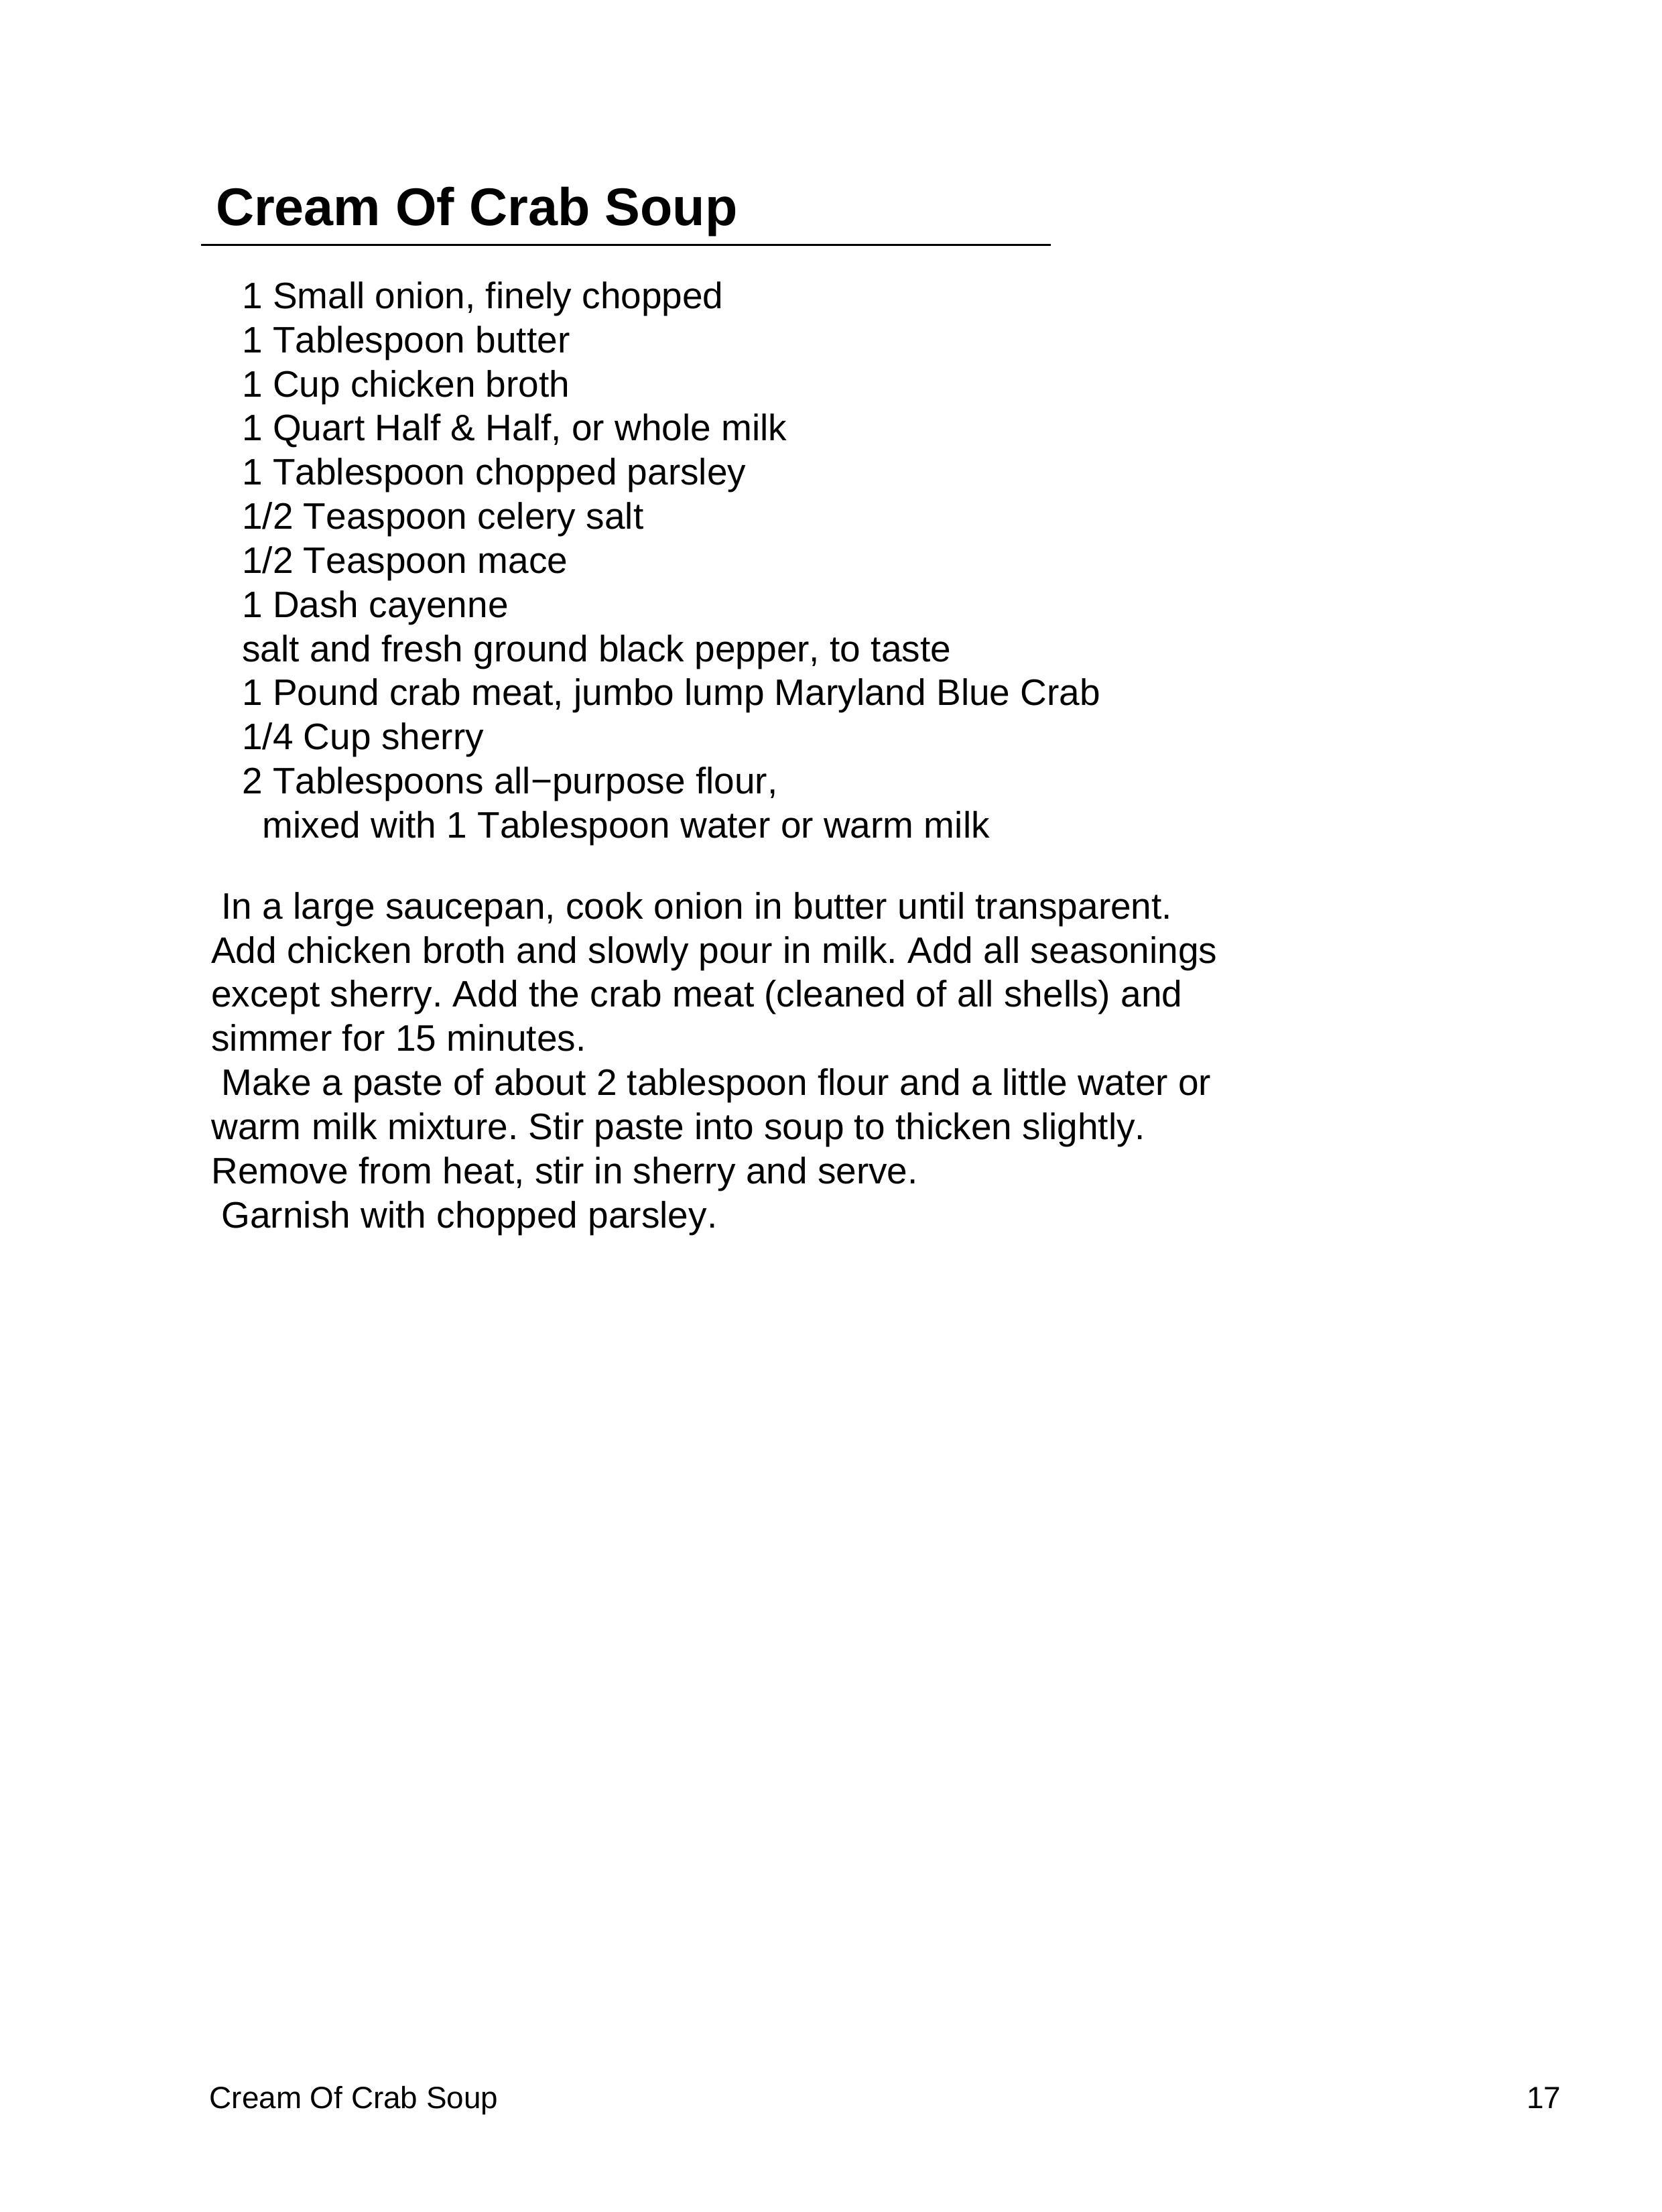 Cream Of Crab Soup
1 Small onion, finely chopped
1 Tablespoon butter
1 Cup chicken broth
1 Quart Half & Half, or whole milk
1 Tablespoon chopped parsley
1/2 Teaspoon celery salt
1/2 Teaspoon mace
1 Dash cayenne
salt and fresh ground black pepper, to taste
1 Pound crab meat, jumbo lump Maryland Blue Crab
1/4 Cup sherry
2 Tablespoons all−purpose flour,
mixed with 1 Tablespoon water or warm milk
In a large saucepan, cook onion in butter until transparent.
Add chicken broth and slowly pour in milk. Add all seasonings
except sherry. Add the crab meat (cleaned of all shells) and
simmer for 15 minutes.
Make a paste of about 2 tablespoon flour and a little water or
warm milk mixture. Stir paste into soup to thicken slightly.
Remove from heat, stir in sherry and serve.
Garnish with chopped parsley.
Cream Of Crab Soup 17